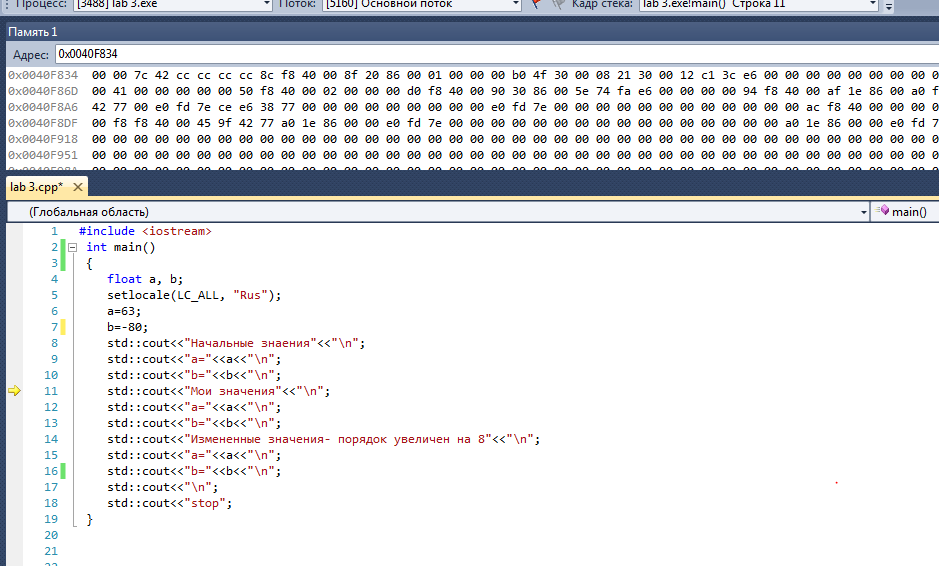 Процесс: [3488] lab 3.exe Поток: [5160] Основной поток Кадр стека: lab 3.exe!main() Строка 11
Память 1
Адрес: 0x0040F834
0x0040F834 00 00 7c 42 cc cc cc cc 8c f8 40 00 8f 20 86 00 01 00 00 00 b0 4f 30 00 08 21 30 00 12 c1 3c e6 00 00 00 00 00 00 00 00 0
0x0040F86D 00 41 00 00 00 00 00 50 f8 40 00 02 00 00 00 d0 f8 40 00 90 30 86 00 5e 74 fa e6 00 00 00 00 94 f8 40 00 af 1e 86 00 a0 f
0x0040F8A6 42 77 00 e0 fd 7e ce e6 38 77 00 00 00 00 00 00 00 00 00 e0 fd 7e 00 00 00 00 00 00 00 00 00 00 00 00 ac f8 40 00 00 00 0
0x0040F8DF 00 f8 f8 40 00 45 9f 42 77 a0 1e 86 00 00 e0 fd 7e 00 00 00 00 00 00 00 00 00 00 00 00 00 00 00 00 a0 1e 86 00 00 e0 fd 7
0x0040F918 00 00 00 00 00 00 00 00 00 00 00 00 00 00 00 00 00 00 00 00 00 00 00 00 00 00 00 00 00 00 00 00 00 00 00 00 00 00 00 00 0
0x0040F951 00 00 00 00 00 00 00 00 00 00 00 00 00 00 00 00 00 00 00 00 00 00 00 00 00 00 00 00 00 00 00 00 00 00 00 00 00 00 00 00 0
lab 3.cpp*
(Глобальная область) main()
1 #include <iostream>
2 int main()
3 {
4 float a, b;
5 setlocale(LC_ALL, "Rus");
6 a=63;
7 b=-80;
8 std::cout<<"Начальные знаения"<<"\n";
9 std::cout<<"a="<<a<<"\n";
10 std::cout<<"b="<<b<<"\n";
11 std::cout<<"Мои значения"<<"\n";
12 std::cout<<"a="<<a<<"\n";
13 std::cout<<"b="<<b<<"\n";
14 std::cout<<"Измененные значения- порядок увеличен на 8"<<"\n";
15 std::cout<<"a="<<a<<"\n";
16 std::cout<<"b="<<b<<"\n";
17 std::cout<<"\n";
18 std::cout<<"stop";
19 }
20
21